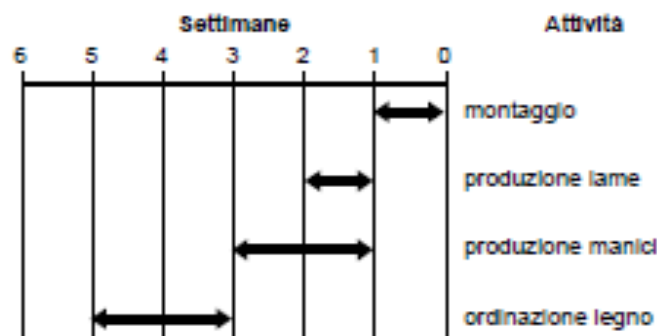 Settimane Attività
6 5 4 3 2 1 0
montaggio
produzione lame
produzione manici
ordinazione legno